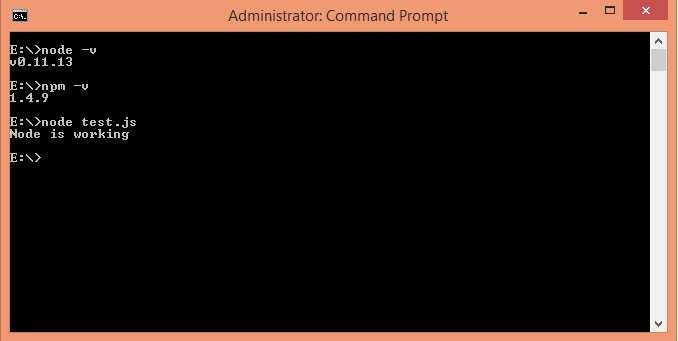 Administrator: Command Prompt
E:\>node -v
v0.11.13
E:\>npm -v
1.4.9
E:\>node test.js
Node is working
E:\>